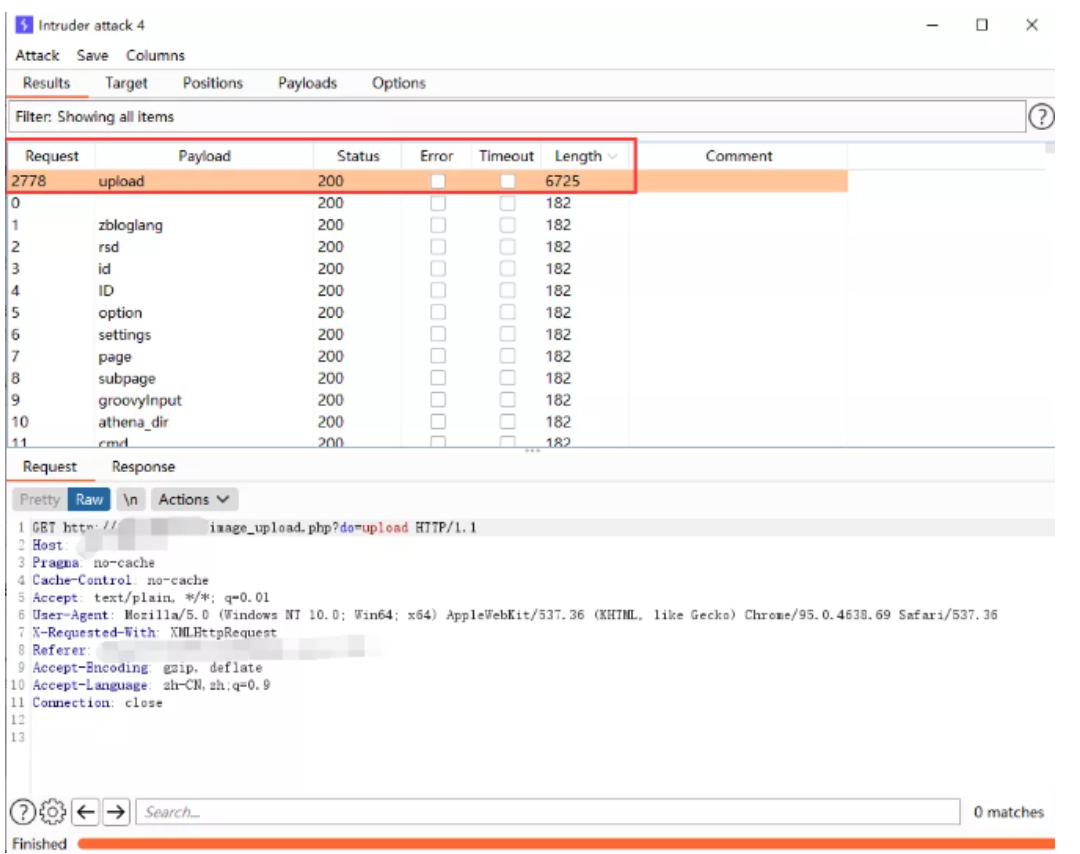 Intruder attack 4
Attack Save Columns
Results Target Positions Payloads Options
Filter: Showing all items
Request Payload Status Error Timeout Length Comment
2778 upload 200 6725
0 200 182
1 zbloglang 200 182
2 rsd 200 182
3 id 200 182
4 ID 200 182
5 option 200 182
6 settings 200 182
7 page 200 182
8 subpage 200 182
9 groovyInput 200 182
10 athena_dir 200 182
11 cmd 200 182
Request Response
Pretty Raw \n Actions
1 GET http:// image_upload.php?do=upload HTTP/1.1
2 Host:
3 Pragma: no-cache
4 Cache-Control: no-cache
5 Accept: text/plain, */*; q=0.01
6 User-Agent: Mozilla/5.0 (Windows NT 10.0; Win64; x64) AppleWebKit/537.36 (KHTML, like Gecko) Chrome/95.0.4638.69 Safari/537.36
7 X-Requested-With: XMLHttpRequest
8 Referer:
9 Accept-Encoding: gzip, deflate
10 Accept-Language: zh-CN,zh;q=0.9
11 Connection: close
12
13
Search... 0 matches
Finished